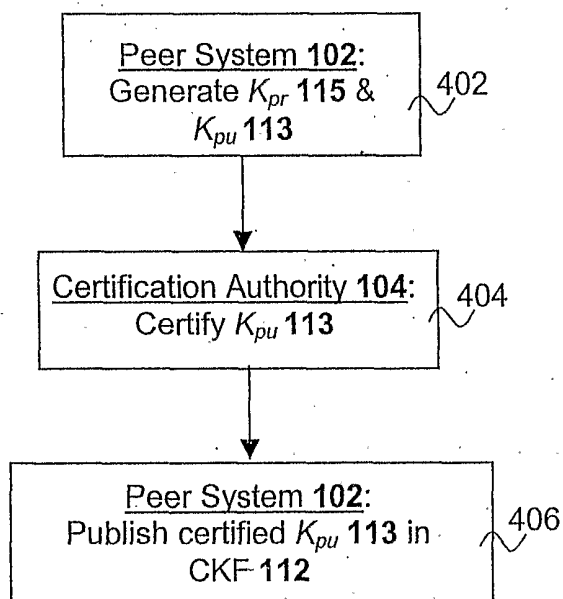 Peer System 102:
Generate Kpr 115 &
Kpu 113
402
Certification Authority 104:
Certify Kpu 113
404
Peer System 102:
Publish certified Kpu 113 in
CKF 112
406